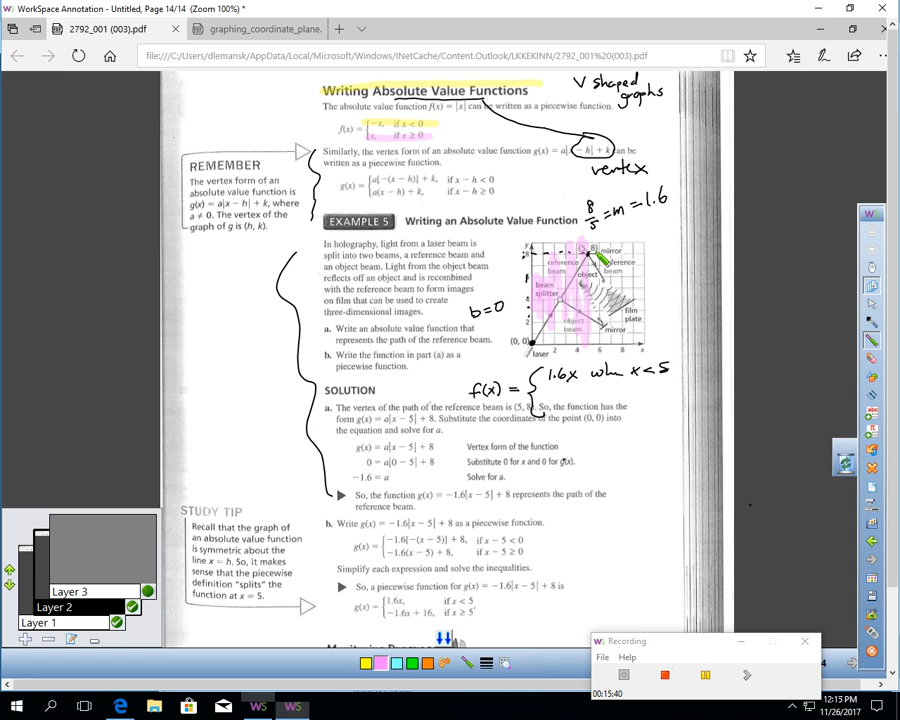 WorkSpace Annotation - Untitled, Page 14/14 (Zoom 100%) *
2792_001 (003).pdf
graphing_coordinate_plane.
file:///C:/Users/dlemansk/AppData/Local/Microsoft/Windows/INetCache/Content.Outlook/LKKEKINN/2792_001%20(003).pdf
Writing Absolute Value Functions
V shaped
graphs
The absolute value function f(x) = |x| can be written as a piecewise function.
f(x) = { -x, if x < 0
x, if x ≥ 0
Similarly, the vertex form of an absolute value function g(x) = a|x - h| + k can be
written as a piecewise function.
vertex
g(x) = { a[-(x - h)] + k, if x - h < 0
a(x - h) + k, if x - h ≥ 0
REMEMBER
The vertex form of an
absolute value function is
g(x) = a|x - h| + k, where
a ≠ 0. The vertex of the
graph of g is (h, k).
8/5 = m = 1.6
EXAMPLE 5 Writing an Absolute Value Function
In holography, light from a laser beam is
split into two beams, a reference beam and
an object beam. Light from the object beam
reflects off an object and is recombined
with the reference beam to form images
on film that can be used to create
three-dimensional images.
a. Write an absolute value function that
represents the path of the reference beam.
b. Write the function in part (a) as a
piecewise function.
b=0
y
8
(5, 8)
mirror
reference
beam
reference
beam
object
beam
splitter
4
2
film
plate
object
beam
mirror
(0, 0)
2 4 6 8 x
laser
f(x) = { 1.6x when x < 5
SOLUTION
a. The vertex of the path of the reference beam is (5, 8). So, the function has the
form g(x) = a|x - 5| + 8. Substitute the coordinates of the point (0, 0) into
the equation and solve for a.
g(x) = a|x - 5| + 8 Vertex form of the function
0 = a|0 - 5| + 8 Substitute 0 for x and 0 for g(x).
-1.6 = a Solve for a.
So, the function g(x) = -1.6|x - 5| + 8 represents the path of the
reference beam.
STUDY TIP
Recall that the graph of
an absolute value function
is symmetric about the
line x = h. So, it makes
sense that the piecewise
definition "splits" the
function at x = 5.
b. Write g(x) = -1.6|x - 5| + 8 as a piecewise function.
g(x) = { -1.6[-(x - 5)] + 8, if x - 5 < 0
-1.6(x - 5) + 8, if x - 5 ≥ 0
Simplify each expression and solve the inequalities.
So, a piecewise function for g(x) = -1.6|x - 5| + 8 is
g(x) = { 1.6x, if x < 5
-1.6x + 16, if x ≥ 5
Layer 3
Layer 2
Layer 1
Recording
File Help
00:15:40
12:15 PM
11/26/2017